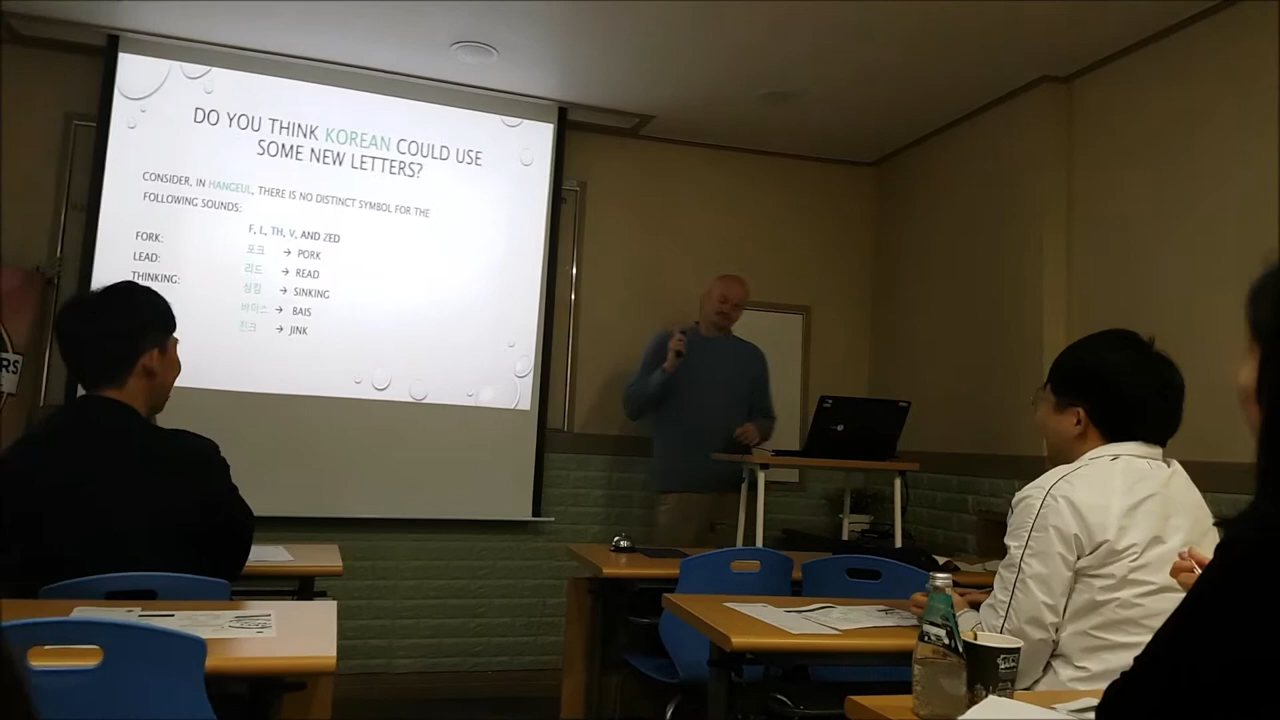 DO YOU THINK KOREAN COULD USE
SOME NEW LETTERS?
CONSIDER, IN HANGEUL, THERE IS NO DISTINCT SYMBOL FOR THE
FOLLOWING SOUNDS:
F, L, TH, V, AND ZED
FORK: 포크 → PORK
LEAD: 리드 → READ
THINKING: 싱킹 → SINKING
바이스 → BAIS
진크 → JINK
RS